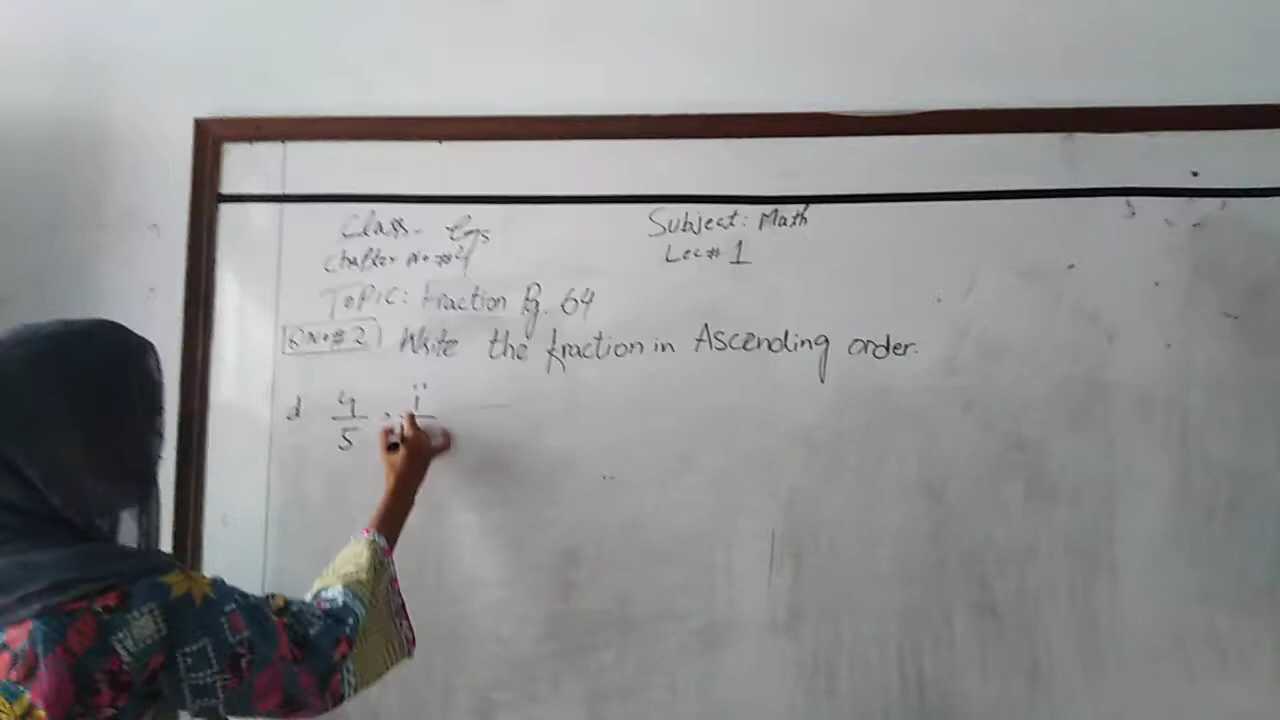 Class-
Subject: Math
Chapter No #4
Lec# 1
Topic: Fraction Pg. 64
Q No # 2 Write the fraction in Ascending order.
d 4/5